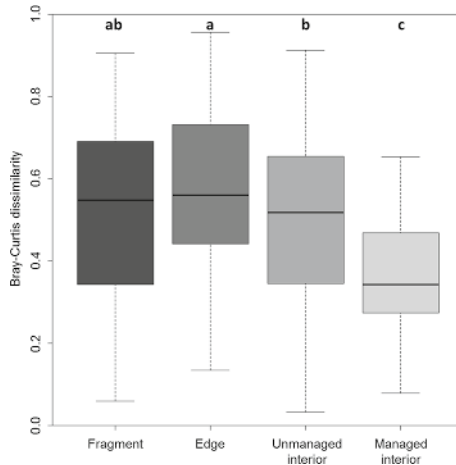 ab a b c
Bray-Curtis dissimilarity
1.0
0.8
0.6
0.4
0.2
0.0
Fragment Edge Unmanaged interior Managed interior